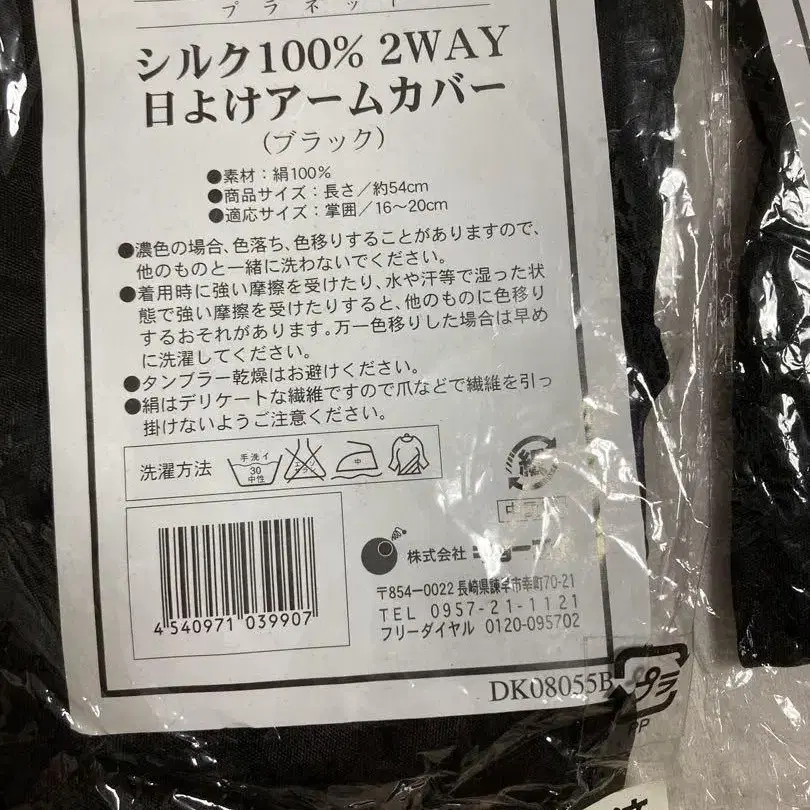 プラネット
シルク100% 2WAY
日よけアームカバー
(ブラック)
●素材:絹100%
●商品サイズ:長さ/約54cm
●適応サイズ:掌囲/16〜20cm
●濃色の場合、色落ち、色移りすることがありますので、
他のものと一緒に洗わないでください。
●着用時に強い摩擦を受けたり、水や汗等で湿った状
態で強い摩擦を受けたりすると、他のものに色移り
するおそれがあります。万一色移りした場合は早め
に洗濯してください。
●タンブラー乾燥はお避けください。
●絹はデリケートな繊維ですので爪などで繊維を引っ
掛けないようご注意ください。
洗濯方法
手洗イ
30
中性
中
紙
株式会社
〒854-0022 長崎県諫早市幸町70-21
TEL 0957-21-1121
フリーダイヤル 0120-095702
4 540971 039907
DK08055B
プラ
PP